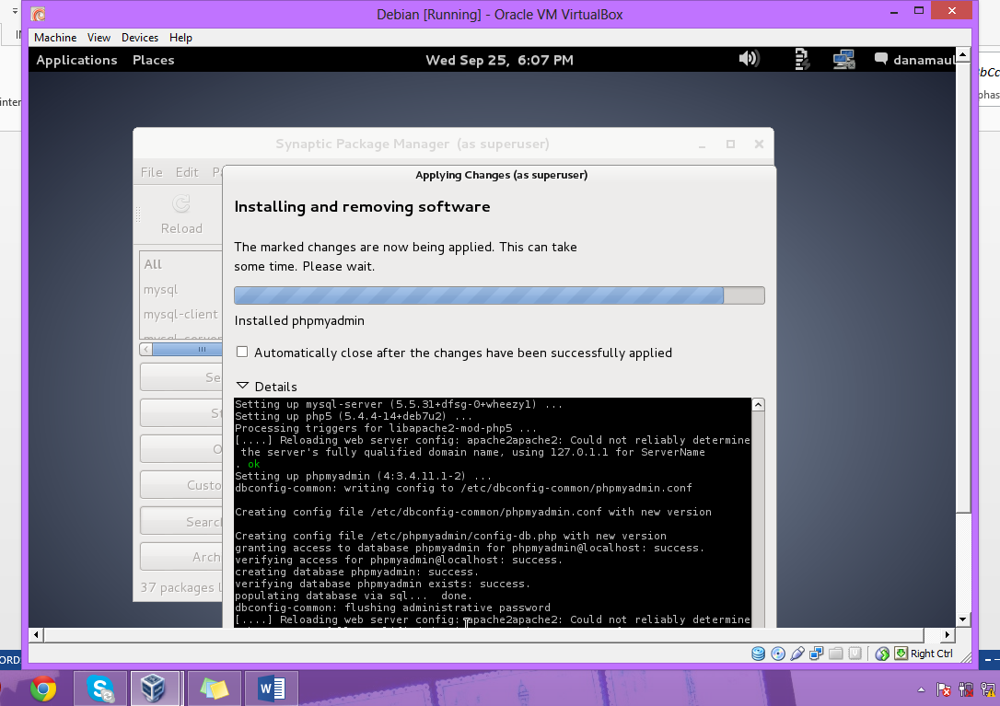 Debian [Running] - Oracle VM VirtualBox
Machine View Devices Help
Applications Places Wed Sep 25, 6:07 PM danamaul
Synaptic Package Manager (as superuser)
File Edit
Reload
All
mysql
mysql-client
mysql-server
Applying Changes (as superuser)
Installing and removing software
The marked changes are now being applied. This can take
some time. Please wait.
Installed phpmyadmin
Automatically close after the changes have been successfully applied
Details
Setting up mysql-server (5.5.31+dfsg-0+wheezy1) ...
Setting up php5 (5.4.4-14+deb7u2) ...
Processing triggers for libapache2-mod-php5 ...
[....] Reloading web server config: apache2apache2: Could not reliably determine
the server's fully qualified domain name, using 127.0.1.1 for ServerName
. ok
Setting up phpmyadmin (4:3.4.11.1-2) ...
dbconfig-common: writing config to /etc/dbconfig-common/phpmyadmin.conf
Creating config file /etc/dbconfig-common/phpmyadmin.conf with new version
Creating config file /etc/phpmyadmin/config-db.php with new version
granting access to database phpmyadmin for phpmyadmin@localhost: success.
verifying access for phpmyadmin@localhost: success.
creating database phpmyadmin: success.
verifying database phpmyadmin exists: success.
populating database via sql... done.
dbconfig-common: flushing administrative password
[....] Reloading web server config: apache2apache2: Could not reliably determine
Se
St
O
Custo
Searc
Arch
37 packages l
Right Ctrl
inter
bCc
phas
ORD